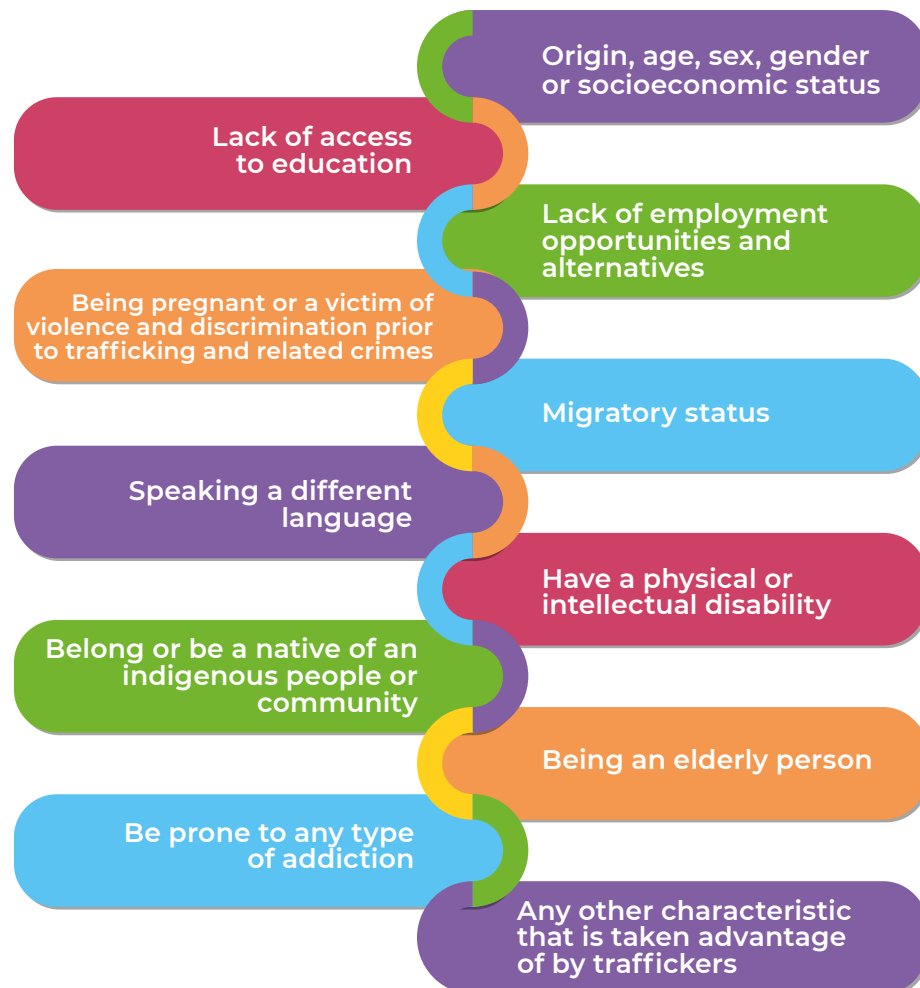 Origin, age, sex, gender
or socioeconomic status
Lack of access
to education
Lack of employment
opportunities and
alternatives
Being pregnant or a victim of
violence and discrimination prior
to trafficking and related crimes
Migratory status
Speaking a different
language
Have a physical or
intellectual disability
Belong or be a native of an
indigenous people or
community
Being an elderly person
Be prone to any type
of addiction
Any other characteristic
that is taken advantage
of by traffickers